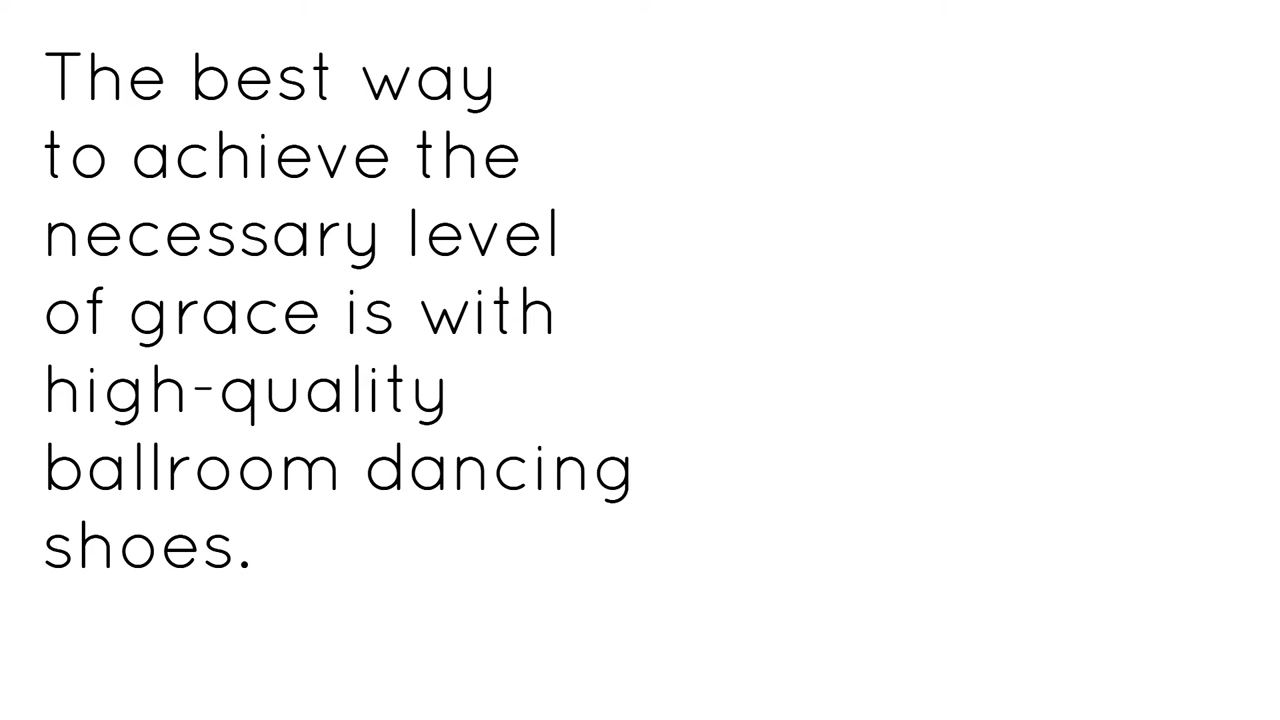 The best way
to achieve the
necessary level
of grace is with
high-quality
ballroom dancing
shoes.